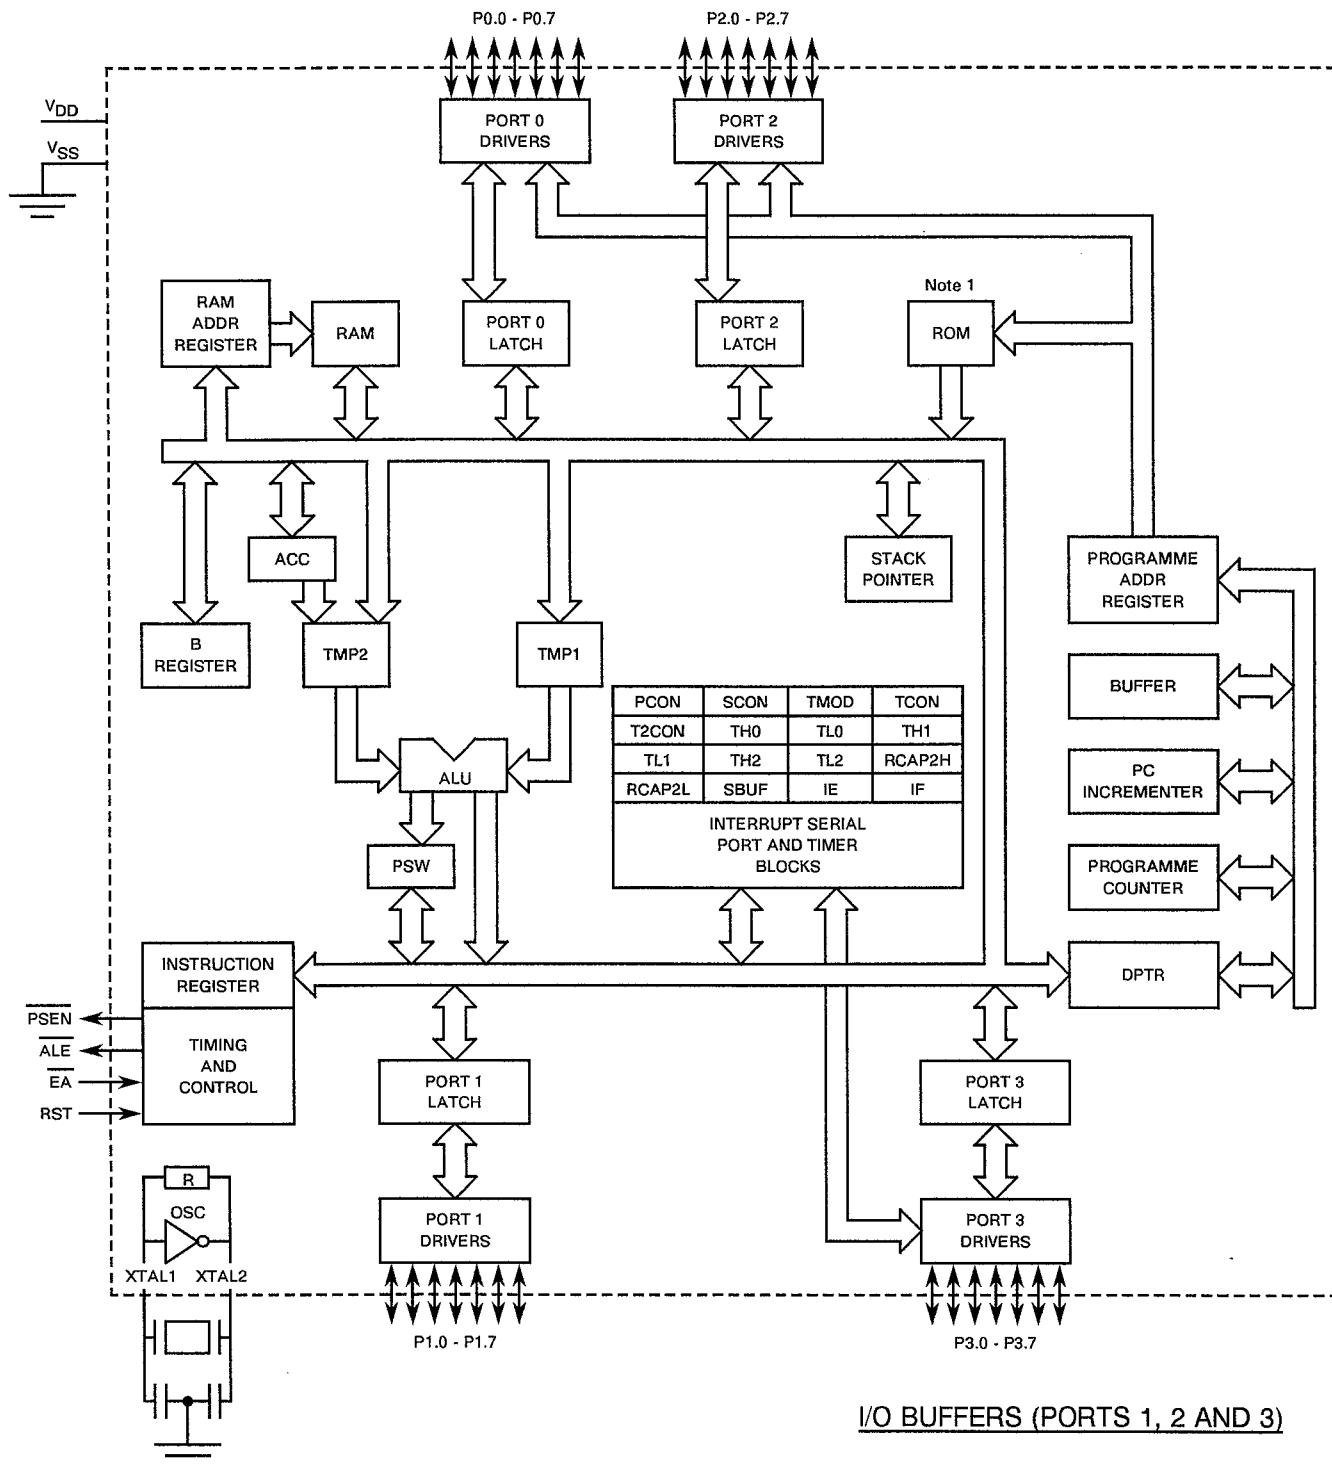 P0.0 - P0.7
P2.0 - P2.7
VDD
VSS
PORT 0
DRIVERS
PORT 2
DRIVERS
RAM
ADDR
REGISTER
RAM
PORT 0
LATCH
PORT 2
LATCH
Note 1
ROM
ACC
STACK
POINTER
PROGRAMME
ADDR
REGISTER
B
REGISTER
TMP2
TMP1
BUFFER
PCON SCON TMOD TCON
T2CON TH0 TL0 TH1
TL1 TH2 TL2 RCAP2H
RCAP2L SBUF IE IF
INTERRUPT SERIAL
PORT AND TIMER
BLOCKS
ALU
PC
INCREMENTER
PSW
PROGRAMME
COUNTER
INSTRUCTION
REGISTER
DPTR
PSEN
ALE
EA
RST
TIMING
AND
CONTROL
PORT 1
LATCH
PORT 3
LATCH
R
OSC
XTAL1 XTAL2
PORT 1
DRIVERS
PORT 3
DRIVERS
P1.0 - P1.7
P3.0 - P3.7
I/O BUFFERS (PORTS 1, 2 AND 3)